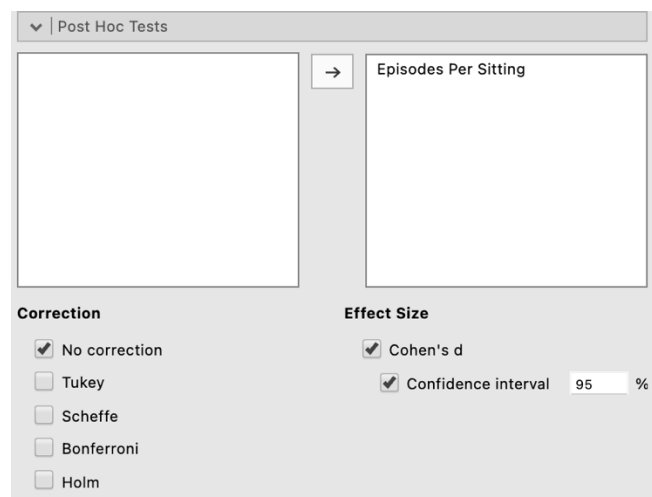 Post Hoc Tests
→
Episodes Per Sitting
Correction
Effect Size
No correction
Cohen's d
Tukey
Confidence interval 95 %
Scheffe
Bonferroni
Holm